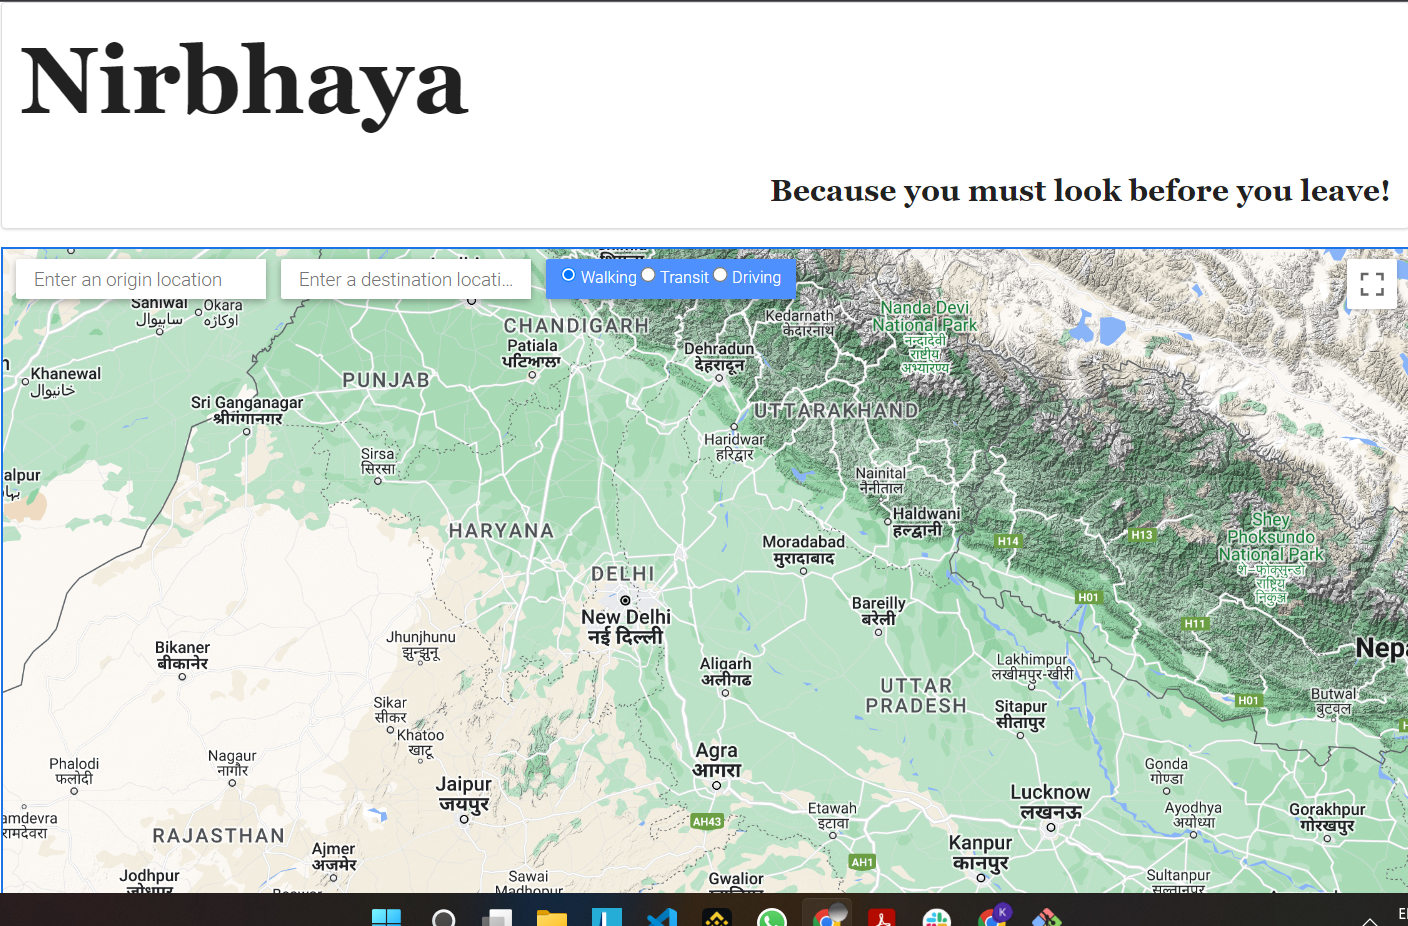 Nirbhaya
Because you must look before you leave!
Enter an origin location
Enter a destination locati...
Walking Transit Driving
Sahiwal
ساہیوال
Okara
اوکاڑہ
CHANDIGARH
Kedarnath
केदारनाथ
Nanda Devi
National Park
नन्दादेवी
राष्ट्रीय
अभ्यारण्य
Patiala
ਪਟਿਆਲਾ
Dehradun
देहरादून
Khanewal
خانیوال
PUNJAB
Sri Ganganagar
श्रीगंगानगर
UTTARAKHAND
Haridwar
हरिद्वार
Sirsa
सिरसा
Nainital
नैनीताल
alpur
Haldwani
हल्द्वानी
HARYANA
H14
H13
Shey
Phoksundo
National Park
शे-फोक्सुन्डो
राष्ट्रिय
निकुञ्ज
Moradabad
मुरादाबाद
DELHI
New Delhi
नई दिल्ली
H01
Bareilly
बरेली
H11
Jhunjhunu
झुन्झुनू
Bikaner
बीकानेर
Nepa
Aligarh
अलीगढ
Lakhimpur
लखीमपुर-खीरी
UTTAR
PRADESH
H01
Butwal
बुटवल
Sikar
सीकर
Sitapur
सीतापुर
Khatoo
खाटू
Nagaur
नागौर
Agra
आगरा
Phalodi
फलोदी
Gonda
गोण्डा
Jaipur
जयपुर
Lucknow
लखनऊ
Etawah
इटावा
Ayodhya
अयोध्या
Gorakhpur
गोरखपुर
amdevra
रामदेवरा
AH43
RAJASTHAN
Ajmer
अजमेर
Kanpur
कानपुर
AH1
Jodhpur
जोधपुर
Sawai
Madhopur
Gwalior
Sultanpur
सुल्तानपुर
K